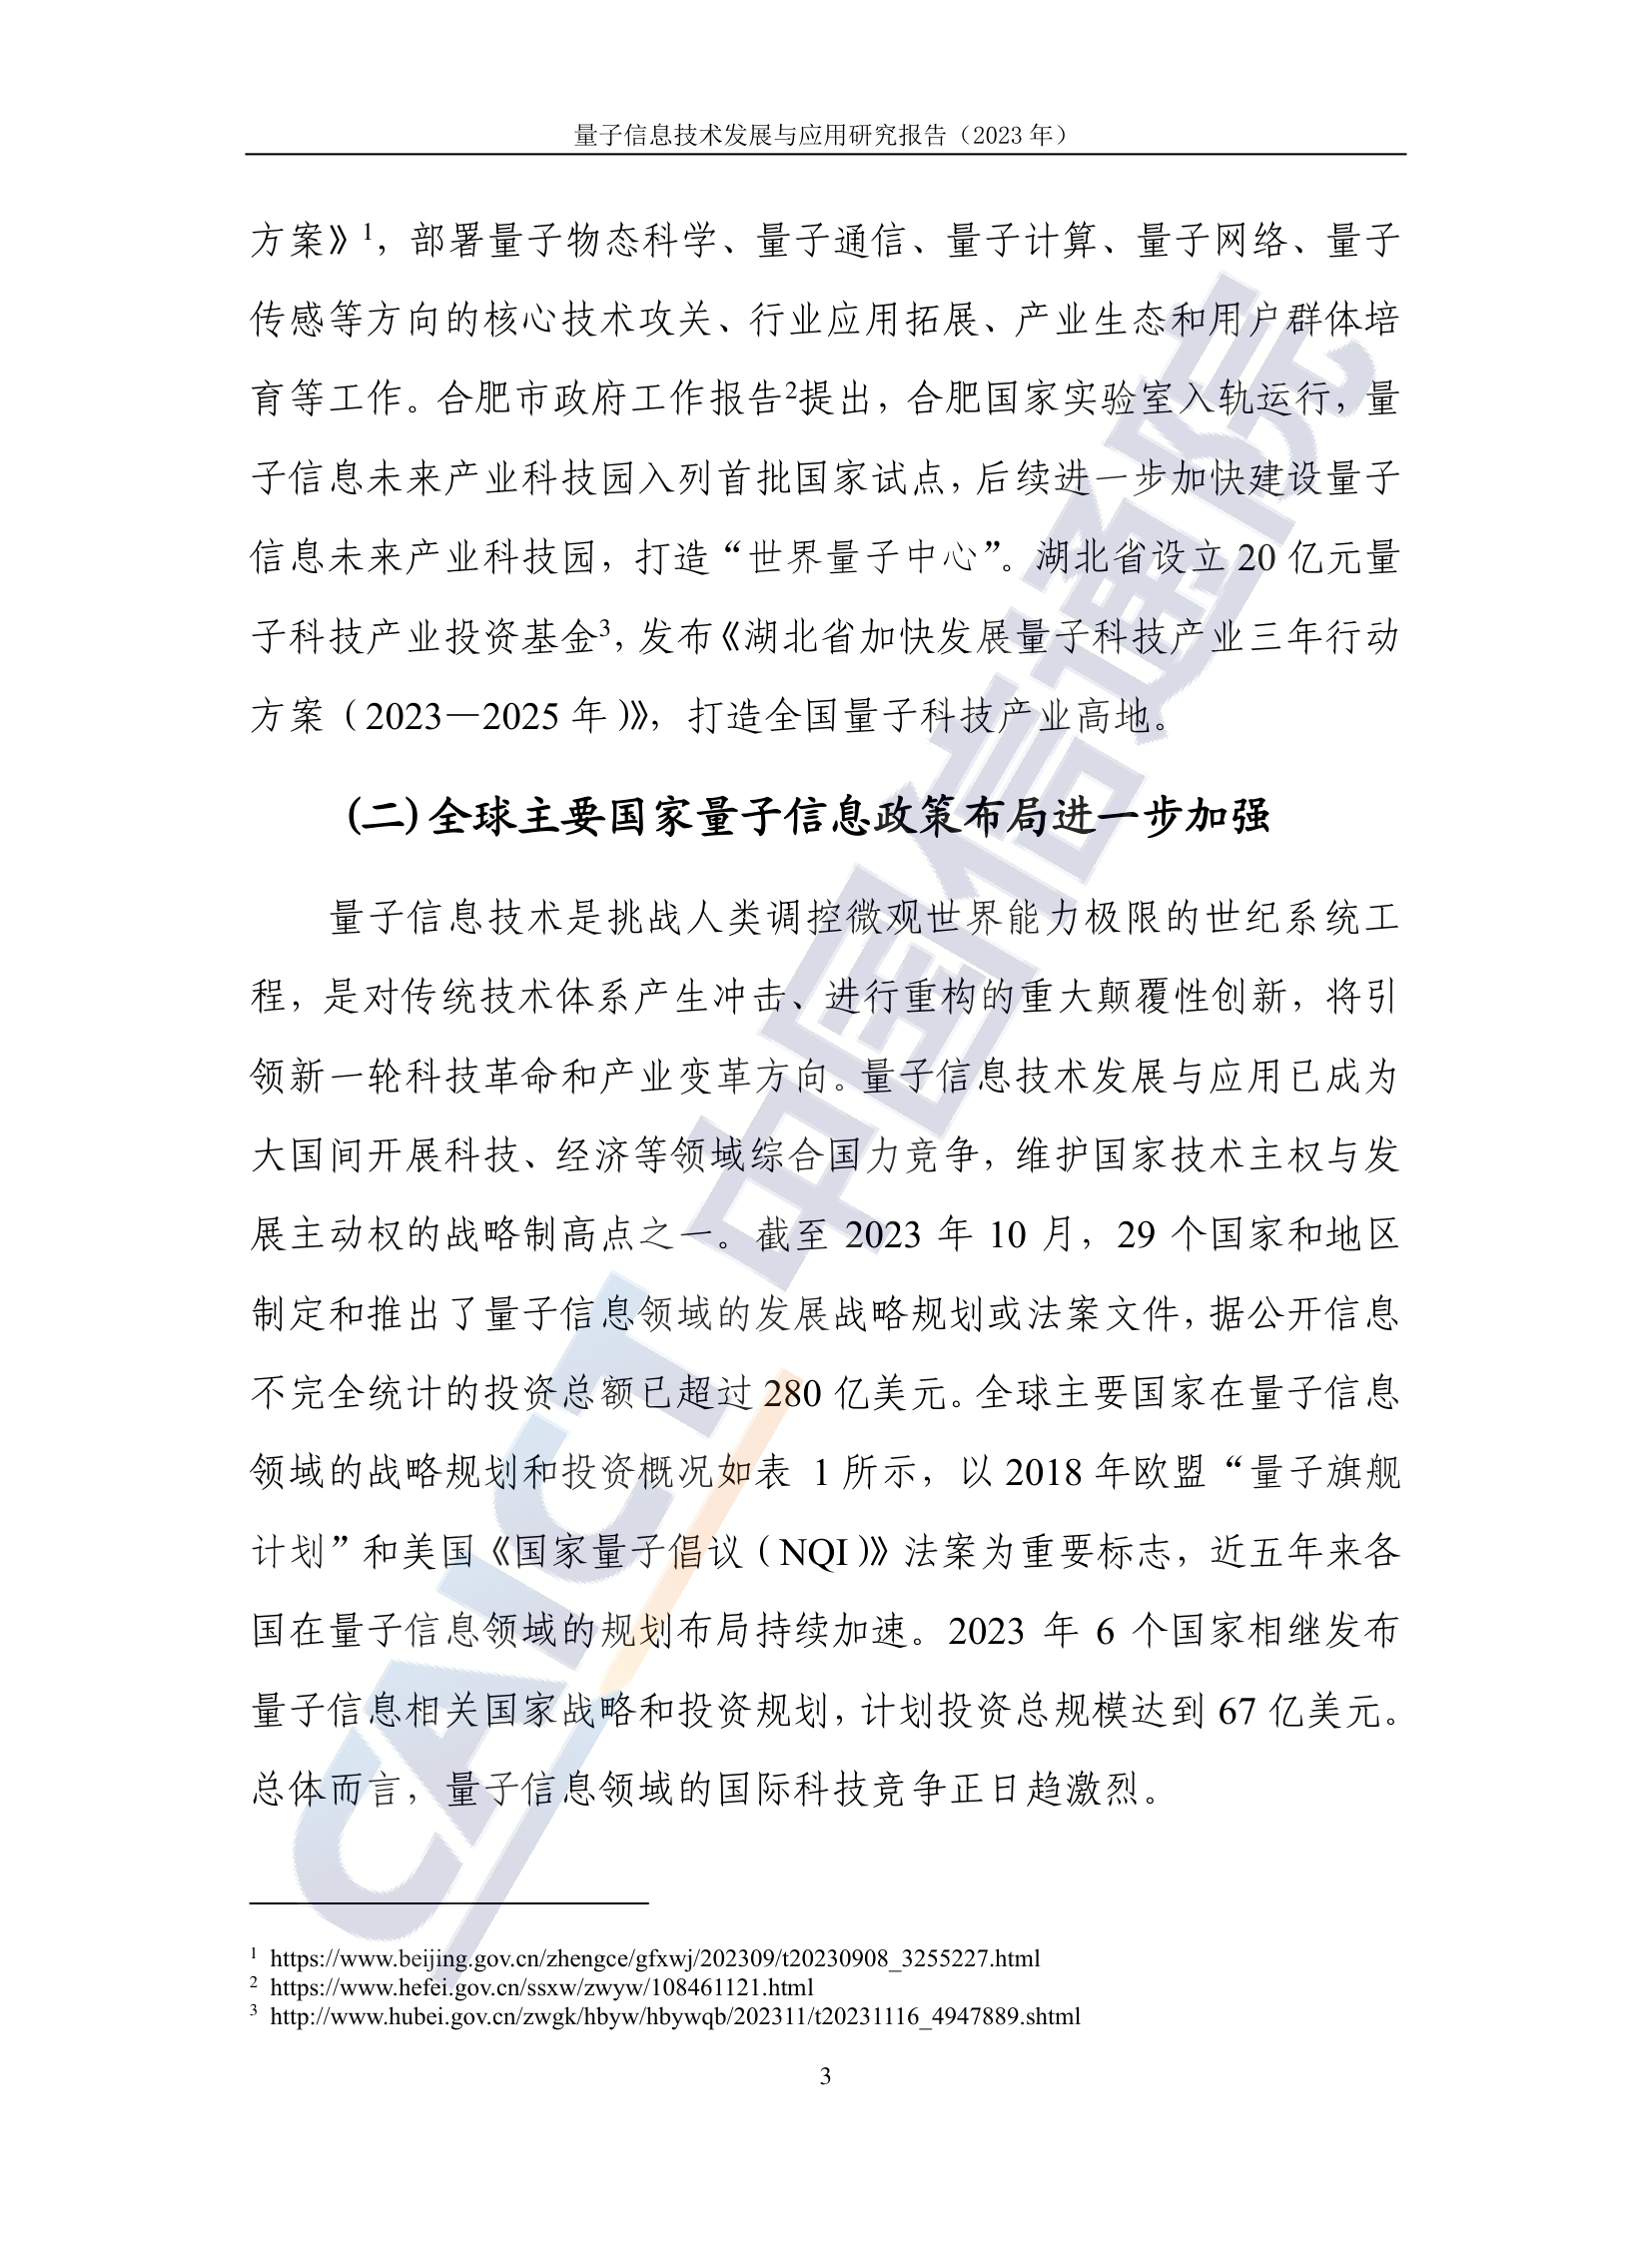 量子信息技术发展与应用研究报告（2023 年）
方案》1，部署量子物态科学、量子通信、量子计算、量子网络、量子
传感等方向的核心技术攻关、行业应用拓展、产业生态和用户群体培
育等工作。合肥市政府工作报告2提出，合肥国家实验室入轨运行，量
子信息未来产业科技园入列首批国家试点，后续进一步加快建设量子
信息未来产业科技园，打造“世界量子中心”。湖北省设立 20 亿元量
子科技产业投资基金3，发布《湖北省加快发展量子科技产业三年行动
方案（2023—2025 年）》，打造全国量子科技产业高地。
(二) 全球主要国家量子信息政策布局进一步加强
量子信息技术是挑战人类调控微观世界能力极限的世纪系统工
程，是对传统技术体系产生冲击、进行重构的重大颠覆性创新，将引
领新一轮科技革命和产业变革方向。量子信息技术发展与应用已成为
大国间开展科技、经济等领域综合国力竞争，维护国家技术主权与发
展主动权的战略制高点之一。截至 2023 年 10 月，29 个国家和地区
制定和推出了量子信息领域的发展战略规划或法案文件，据公开信息
不完全统计的投资总额已超过 280 亿美元。全球主要国家在量子信息
领域的战略规划和投资概况如表 1 所示，以 2018 年欧盟“量子旗舰
计划”和美国《国家量子倡议（NQI）》法案为重要标志，近五年来各
国在量子信息领域的规划布局持续加速。2023 年 6 个国家相继发布
量子信息相关国家战略和投资规划，计划投资总规模达到 67 亿美元。
总体而言，量子信息领域的国际科技竞争正日趋激烈。
1 https://www.beijing.gov.cn/zhengce/gfxwj/202309/t20230908_3255227.html
2 https://www.hefei.gov.cn/ssxw/zwyw/108461121.html
3 http://www.hubei.gov.cn/zwgk/hbyw/hbywqb/202311/t20231116_4947889.shtml
3
CAICT 中国信通院